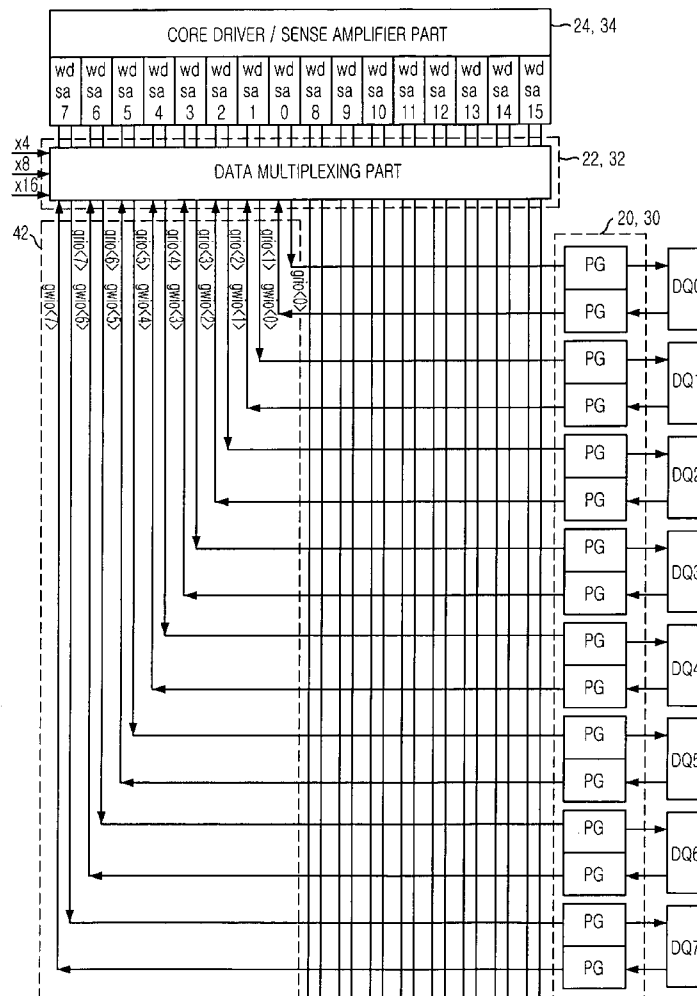 CORE DRIVER / SENSE AMPLIFIER PART
24, 34
wd wd wd wd wd wd wd wd wd wd wd wd wd wd wd wd
sa sa sa sa sa sa sa sa sa sa sa sa sa sa sa sa
7 6 5 4 3 2 1 0 8 9 10 11 12 13 14 15
x4
x8
x16
DATA MULTIPLEXING PART
22, 32
42
20, 30
grio<7> grio<6> grio<5> grio<4> grio<3> grio<2> grio<1> grio<0>
gwio<7> gwio<6> gwio<5> gwio<4> gwio<3> gwio<2> gwio<1> gwio<0>
PG
PG
DQ0
PG
PG
DQ1
PG
PG
DQ2
PG
PG
DQ3
PG
PG
DQ4
PG
PG
DQ5
PG
PG
DQ6
PG
PG
DQ7